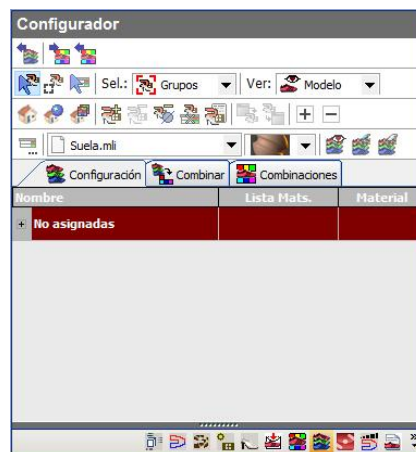 Configurador
Sel.: Grupos Ver: Modelo
Suela.mli
Configuración Combinar Combinaciones
Nombre Lista Mats. Material
+ No asignadas